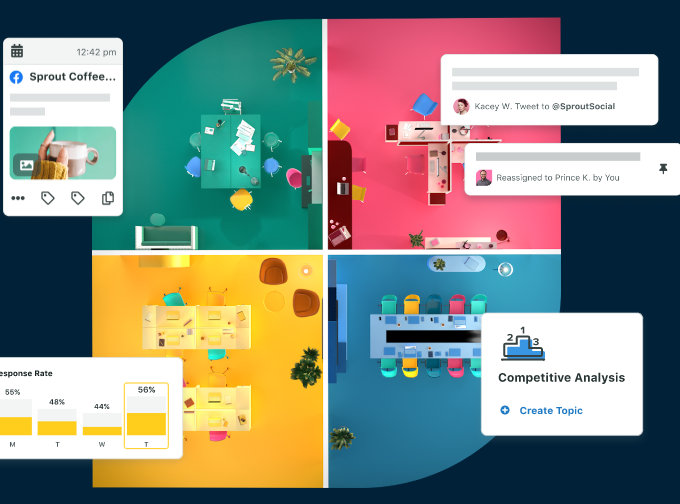 12:42 pm
Sprout Coffee...
Kacey W. Tweet to @SproutSocial
Reassigned to Prince K. by You
esponse Rate
55%
48%
44%
56%
M
T
W
T
1
2
3
Competitive Analysis
Create Topic